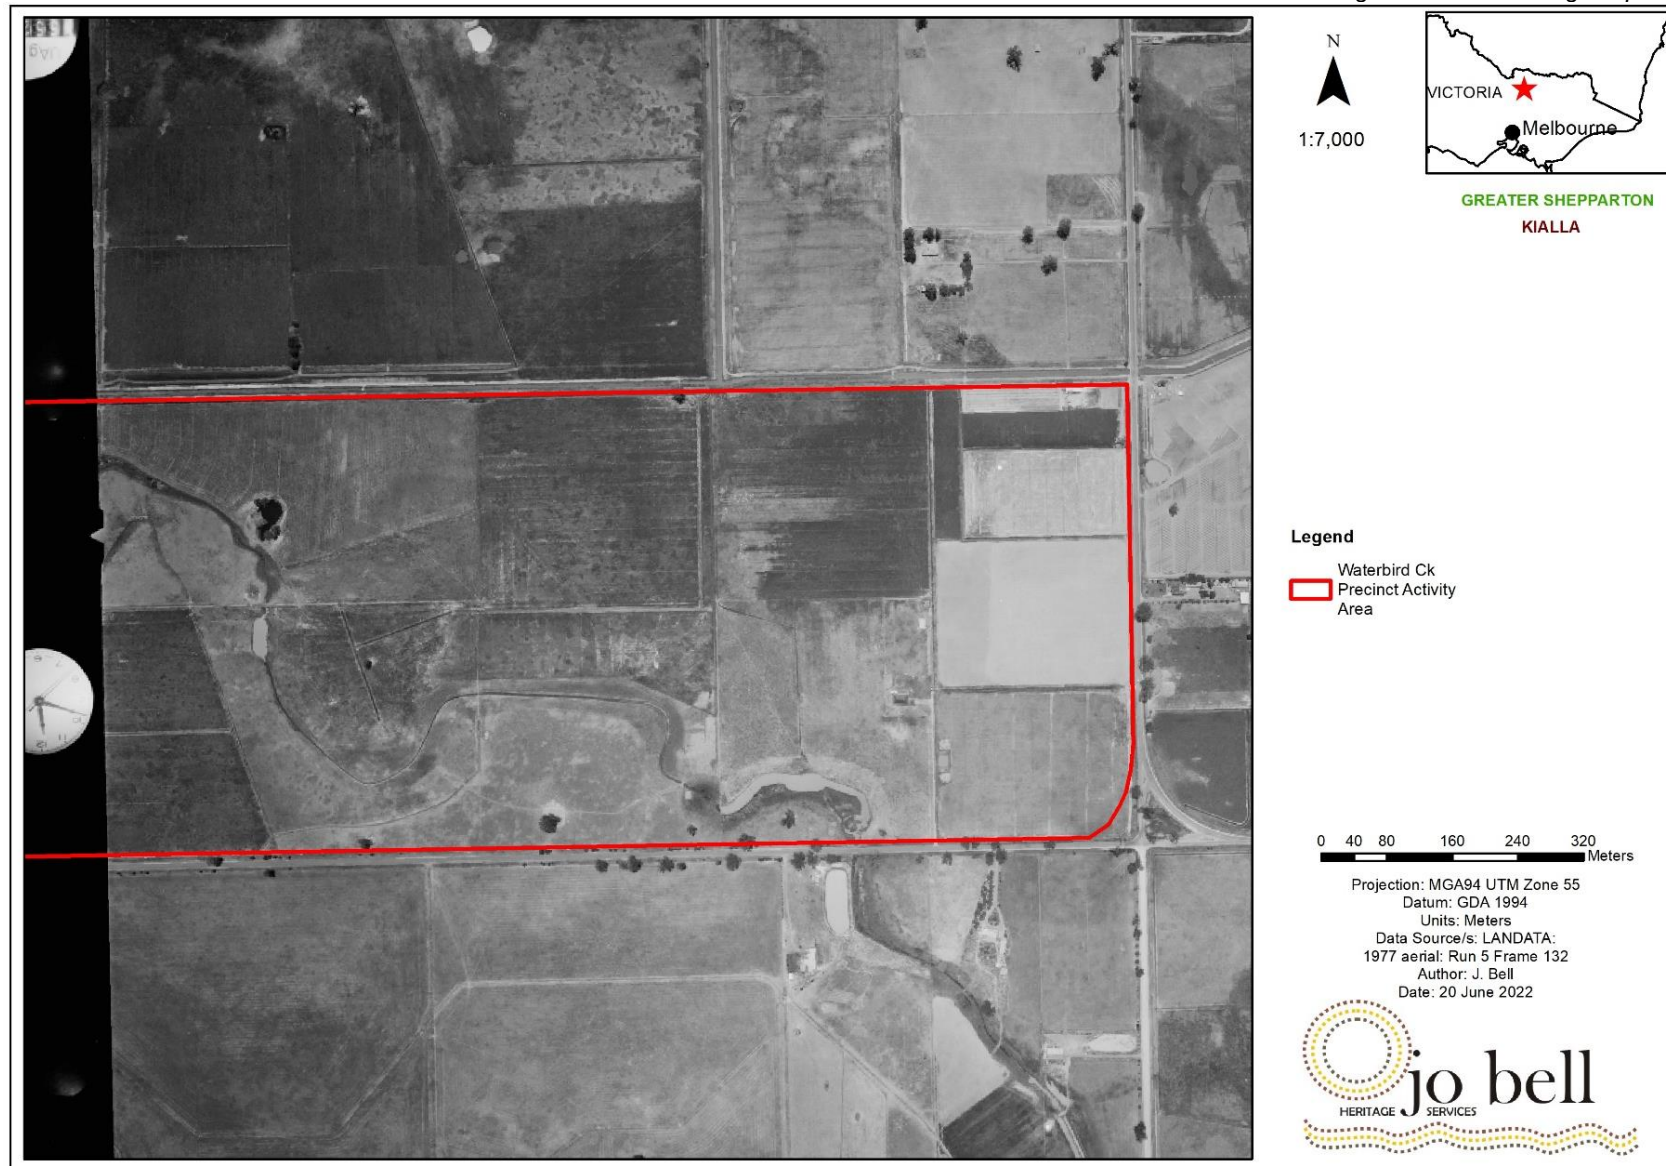 N
1:7,000
VICTORIA
Melbourne
GREATER SHEPPARTON
KIALLA
Legend
Waterbird Ck
Precinct Activity
Area
0 40 80 160 240 320
Meters
Projection: MGA94 UTM Zone 55
Datum: GDA 1994
Units: Meters
Data Source/s: LANDATA:
1977 aerial: Run 5 Frame 132
Author: J. Bell
Date: 20 June 2022
jo bell
HERITAGE SERVICES